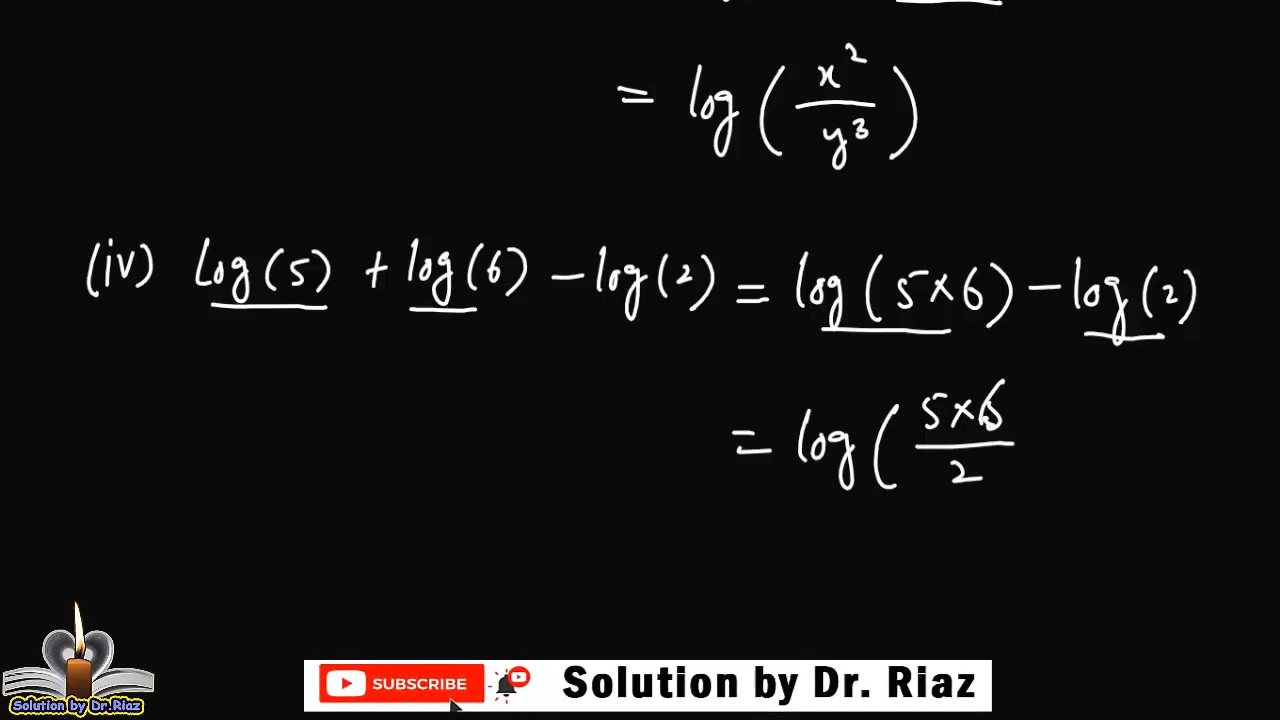 = log ( x² / y³ )
(iv) log (5) + log (6) - log (2) = log ( 5 × 6 ) - log (2)
= log ( 5 × 6 / 2
SUBSCRIBE
Solution by Dr. Riaz
Solution by Dr.Riaz